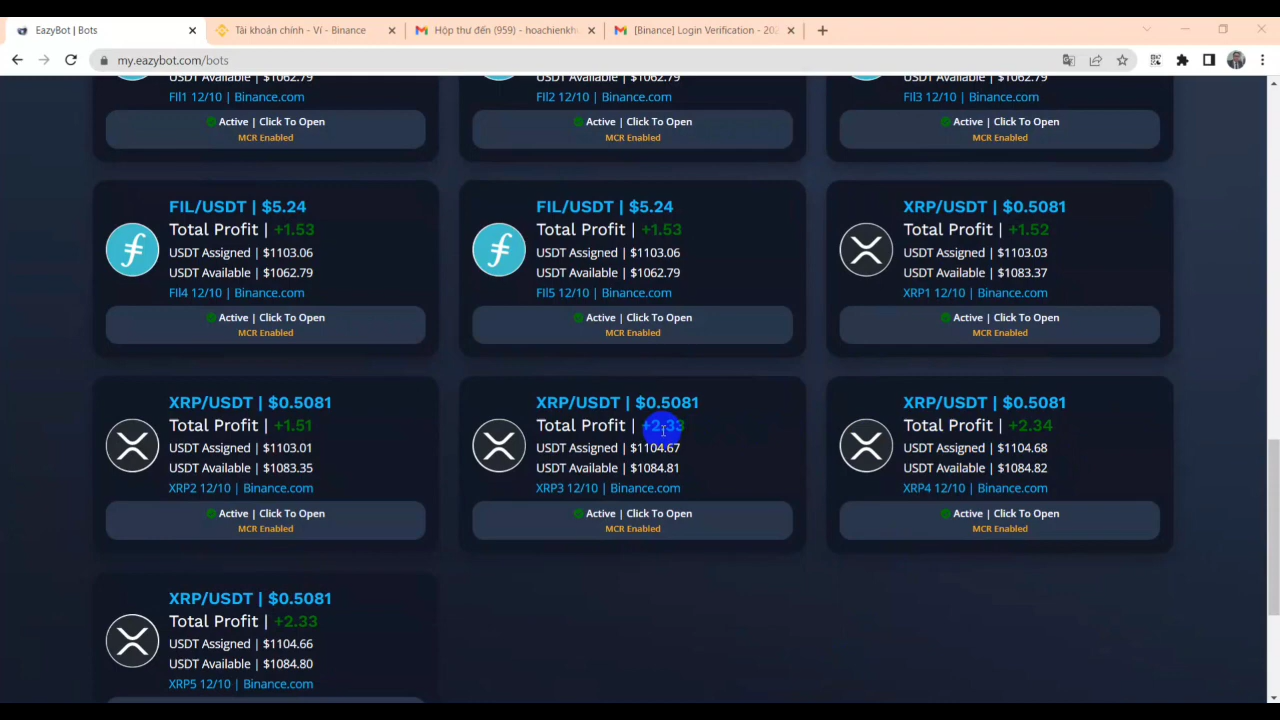 EazyBot | Bots
Tài khoản chính - Ví - Binance
Hộp thư đến (959) - hoachienkh
[Binance] Login Verification - 202
my.eazybot.com/bots
USDT Available | $1062.79
USDT Available | $1062.79
USDT Available | $1062.79
FIl1 12/10 | Binance.com
FIl2 12/10 | Binance.com
FIl3 12/10 | Binance.com
Active | Click To Open
Active | Click To Open
Active | Click To Open
MCR Enabled
MCR Enabled
MCR Enabled
FIL/USDT | $5.24
Total Profit | +1.53
USDT Assigned | $1103.06
USDT Available | $1062.79
FIl4 12/10 | Binance.com
Active | Click To Open
MCR Enabled
FIL/USDT | $5.24
Total Profit | +1.53
USDT Assigned | $1103.06
USDT Available | $1062.79
FIl5 12/10 | Binance.com
Active | Click To Open
MCR Enabled
XRP/USDT | $0.5081
Total Profit | +1.52
USDT Assigned | $1103.03
USDT Available | $1083.37
XRP1 12/10 | Binance.com
Active | Click To Open
MCR Enabled
XRP/USDT | $0.5081
Total Profit | +1.51
USDT Assigned | $1103.01
USDT Available | $1083.35
XRP2 12/10 | Binance.com
Active | Click To Open
MCR Enabled
XRP/USDT | $0.5081
Total Profit | +2.33
USDT Assigned | $1104.67
USDT Available | $1084.81
XRP3 12/10 | Binance.com
Active | Click To Open
MCR Enabled
XRP/USDT | $0.5081
Total Profit | +2.34
USDT Assigned | $1104.68
USDT Available | $1084.82
XRP4 12/10 | Binance.com
Active | Click To Open
MCR Enabled
XRP/USDT | $0.5081
Total Profit | +2.33
USDT Assigned | $1104.66
USDT Available | $1084.80
XRP5 12/10 | Binance.com